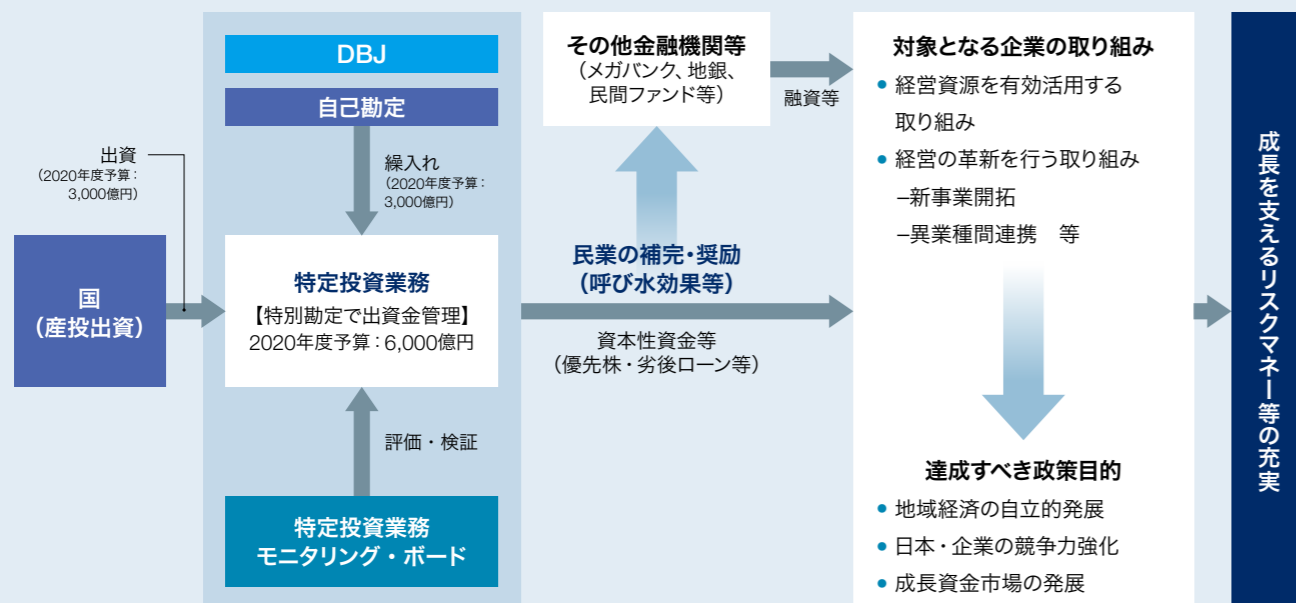 出資
（2020年度予算：
3,000億円）
国
（産投出資）
DBJ
自己勘定
繰入れ
（2020年度予算：
3,000億円）
特定投資業務
【特別勘定で出資金管理】
2020年度予算：6,000億円
評価・検証
特定投資業務
モニタリング・ボード
その他金融機関等
（メガバンク、地銀、
民間ファンド等）
融資等
民業の補完・奨励
（呼び水効果等）
資本性資金等
（優先株・劣後ローン等）
対象となる企業の取り組み
● 経営資源を有効活用する
取り組み
● 経営の革新を行う取り組み
–新事業開拓
–異業種間連携　等
達成すべき政策目的
● 地域経済の自立的発展
● 日本・企業の競争力強化
● 成長資金市場の発展
成長を支えるリスクマネー等の充実